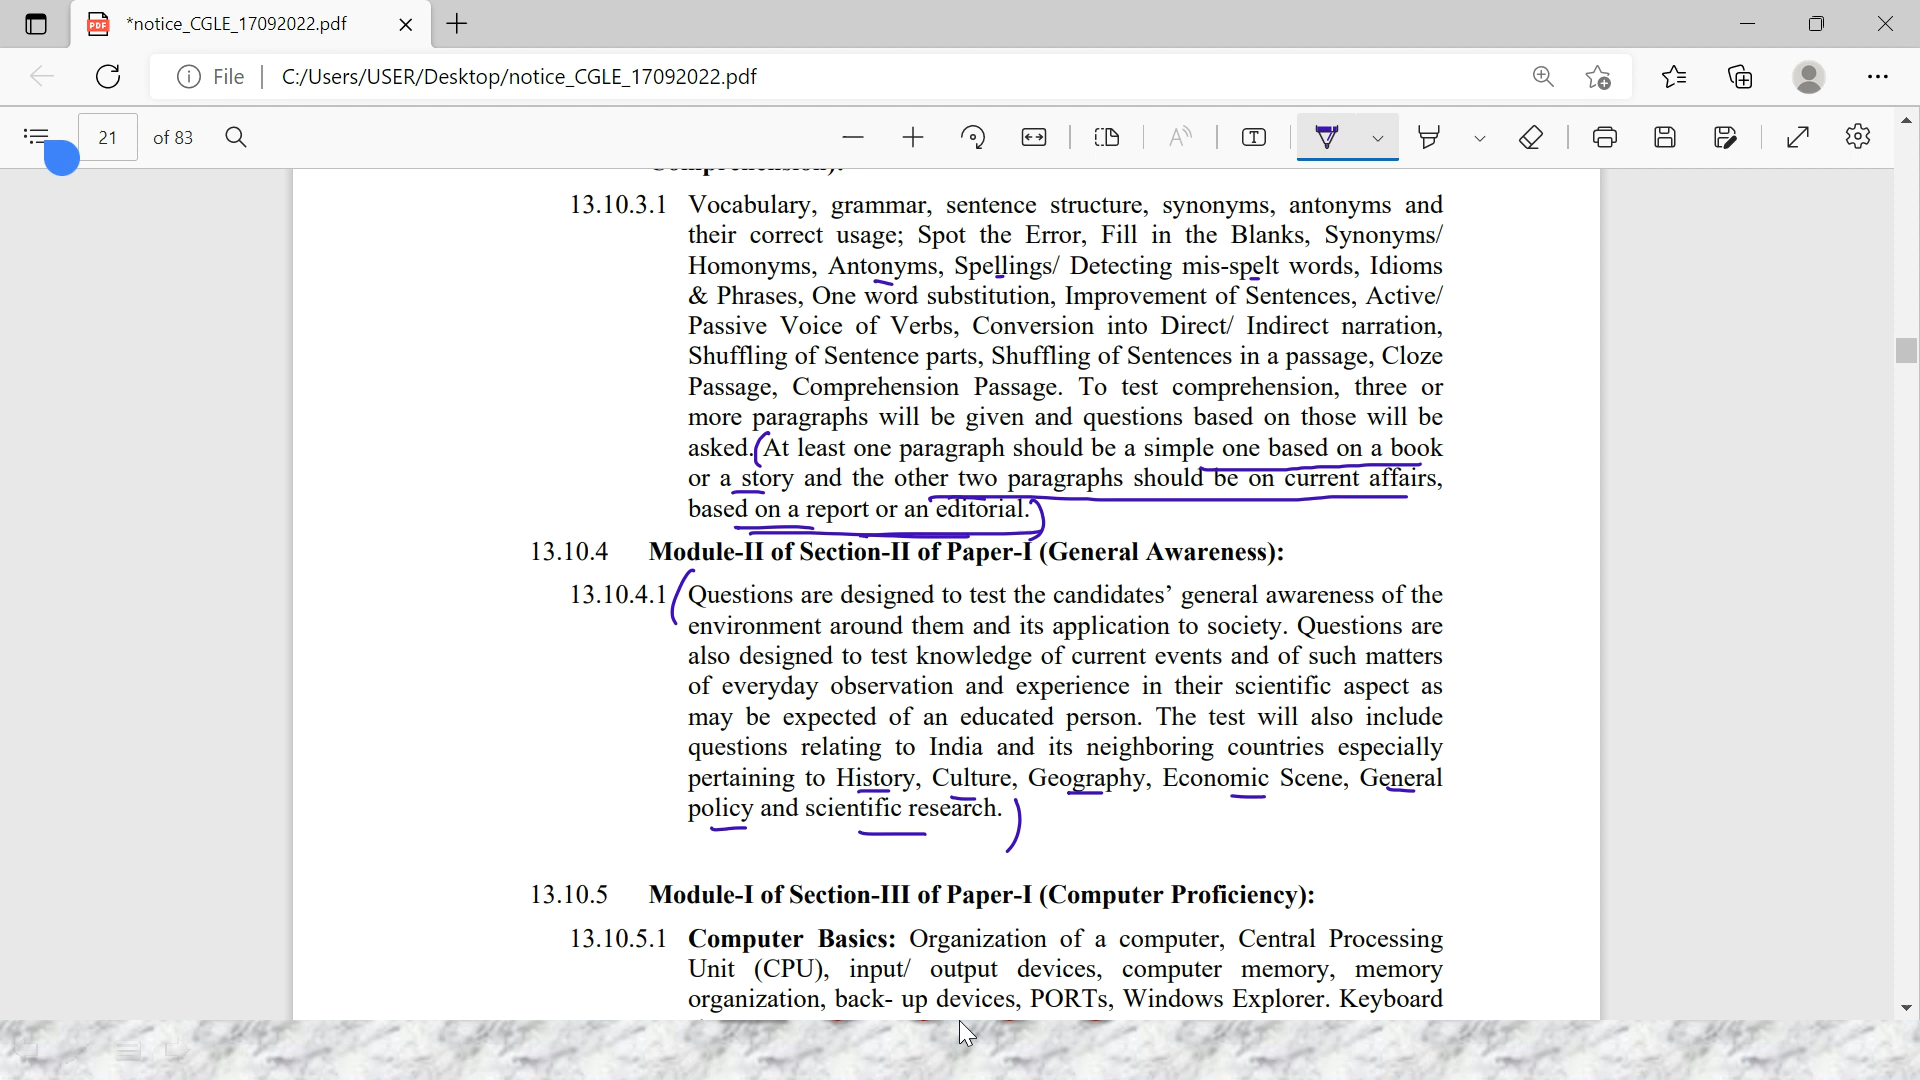 *notice_CGLE_17092022.pdf
File C:/Users/USER/Desktop/notice_CGLE_17092022.pdf
21 of 83
13.10.3.1 Vocabulary, grammar, sentence structure, synonyms, antonyms and
their correct usage; Spot the Error, Fill in the Blanks, Synonyms/
Homonyms, Antonyms, Spellings/ Detecting mis-spelt words, Idioms
& Phrases, One word substitution, Improvement of Sentences, Active/
Passive Voice of Verbs, Conversion into Direct/ Indirect narration,
Shuffling of Sentence parts, Shuffling of Sentences in a passage, Cloze
Passage, Comprehension Passage. To test comprehension, three or
more paragraphs will be given and questions based on those will be
asked. At least one paragraph should be a simple one based on a book
or a story and the other two paragraphs should be on current affairs,
based on a report or an editorial.
13.10.4 Module-II of Section-II of Paper-I (General Awareness):
13.10.4.1 Questions are designed to test the candidates’ general awareness of the
environment around them and its application to society. Questions are
also designed to test knowledge of current events and of such matters
of everyday observation and experience in their scientific aspect as
may be expected of an educated person. The test will also include
questions relating to India and its neighboring countries especially
pertaining to History, Culture, Geography, Economic Scene, General
policy and scientific research.
13.10.5 Module-I of Section-III of Paper-I (Computer Proficiency):
13.10.5.1 Computer Basics: Organization of a computer, Central Processing
Unit (CPU), input/ output devices, computer memory, memory
organization, back- up devices, PORTs, Windows Explorer. Keyboard